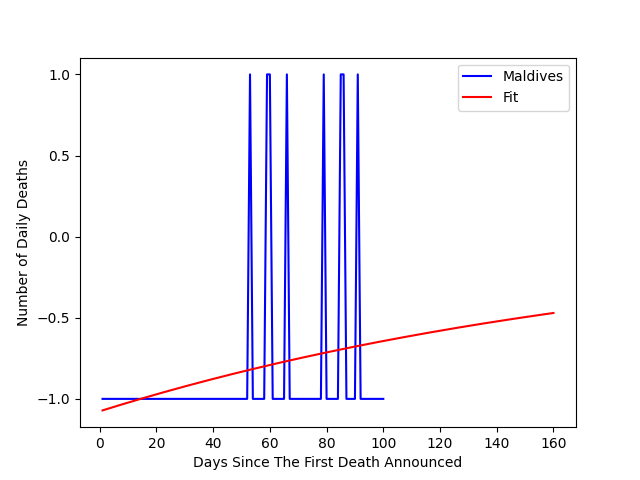 Maldives
Fit
1.0
0.5
0.0
−0.5
−1.0
Number of Daily Deaths
0 20 40 60 80 100 120 140 160
Days Since The First Death Announced